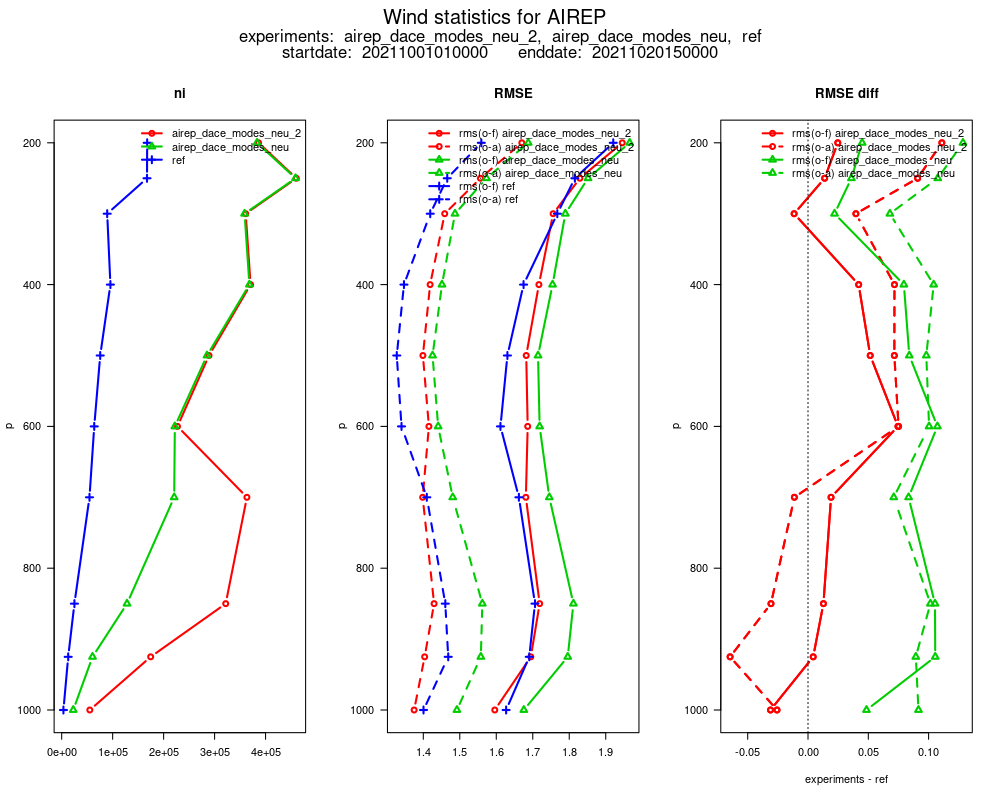 Wind statistics for AIREP
experiments: airep_dace_modes_neu_2, airep_dace_modes_neu, ref
startdate: 20211001010000 enddate: 20211020150000
ni
airep_dace_modes_neu_2
airep_dace_modes_neu
ref
p
200
400
600
800
1000
0e+00 1e+05 2e+05 3e+05 4e+05
RMSE
rms(o-f) airep_dace_modes_neu_2
rms(o-a) airep_dace_modes_neu_2
rms(o-f) airep_dace_modes_neu
rms(o-a) airep_dace_modes_neu
rms(o-f) ref
rms(o-a) ref
p
200
400
600
800
1000
1.4 1.5 1.6 1.7 1.8 1.9
RMSE diff
rms(o-f) airep_dace_modes_neu_2
rms(o-a) airep_dace_modes_neu_2
rms(o-f) airep_dace_modes_neu
rms(o-a) airep_dace_modes_neu
p
200
400
600
800
1000
-0.05 0.00 0.05 0.10
experiments - ref